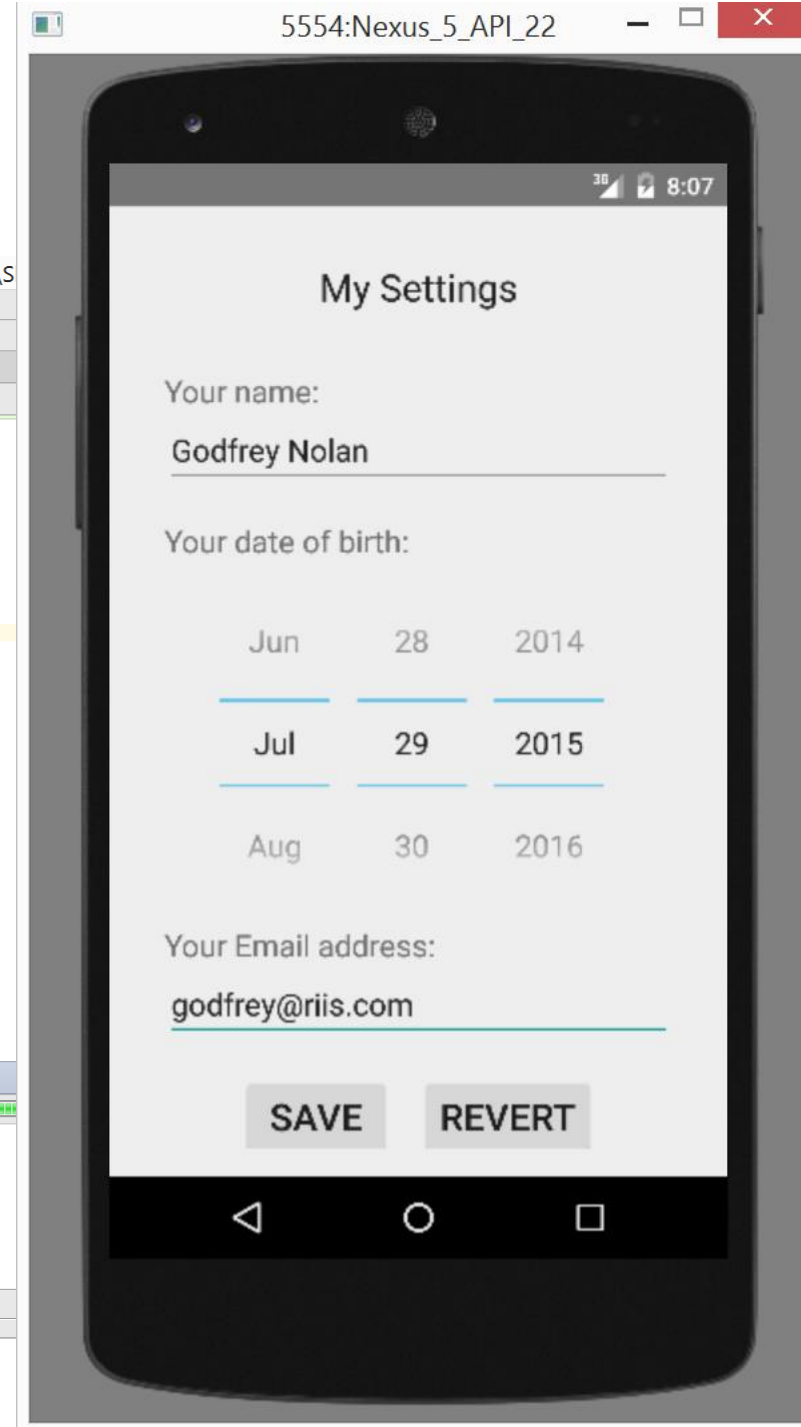 5554:Nexus_5_API_22
\S
3G 8:07
My Settings
Your name:
Godfrey Nolan
Your date of birth:
Jun 28 2014
Jul 29 2015
Aug 30 2016
Your Email address:
godfrey@riis.com
SAVE REVERT